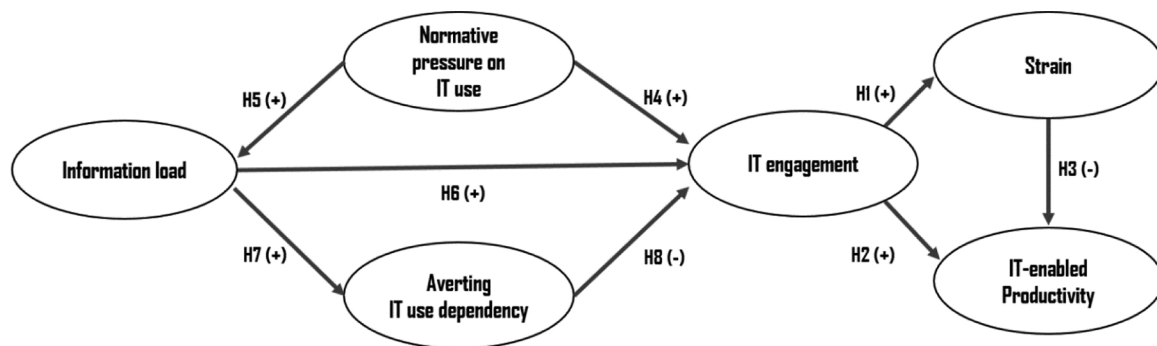 Normative
pressure on
IT use
Strain
H5 (+)
H4 (+)
H1 (+)
Information load
IT engagement
H3 (-)
H6 (+)
H7 (+)
H8 (-)
H2 (+)
Averting
IT use dependency
IT-enabled
Productivity